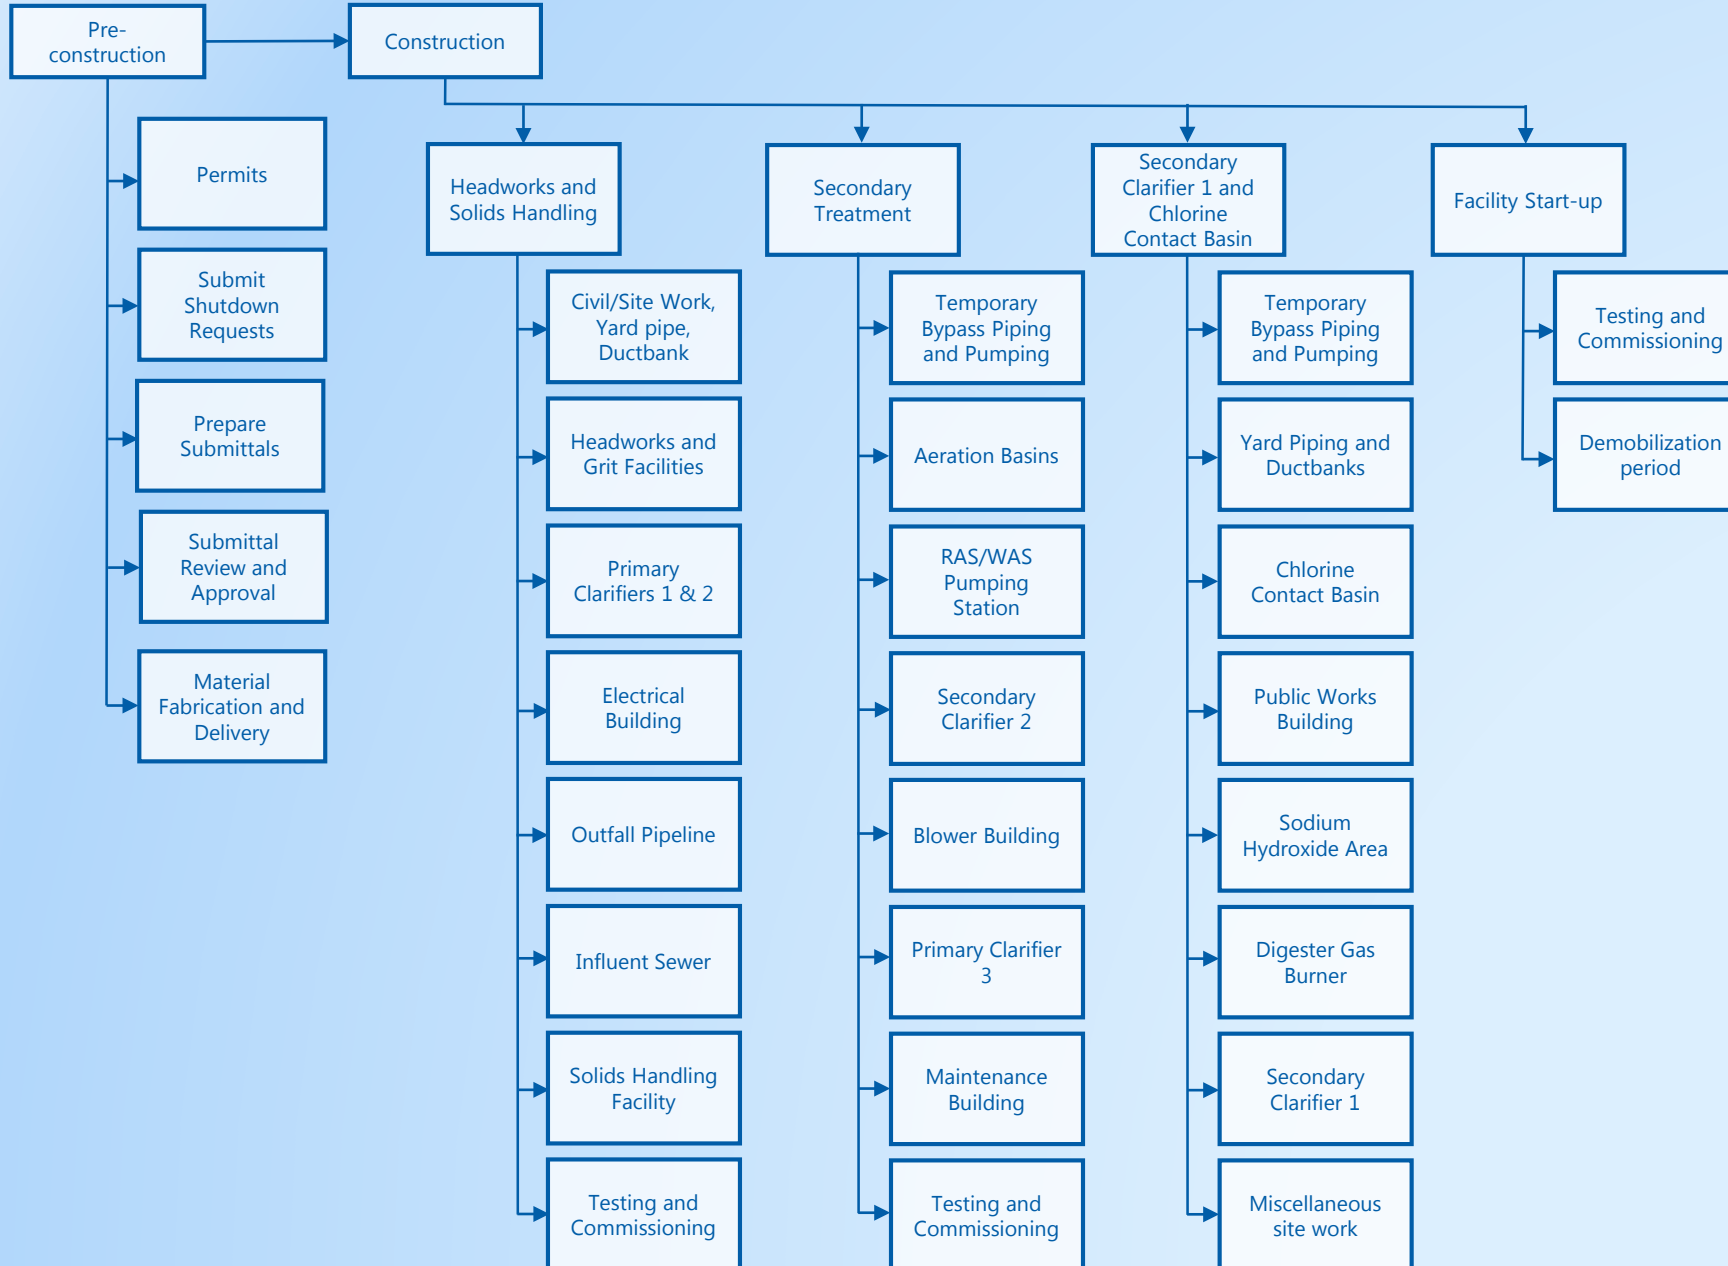 Pre-
construction
Construction
Permits
Submit
Shutdown
Requests
Prepare
Submittals
Submittal
Review and
Approval
Material
Fabrication and
Delivery
Headworks and
Solids Handling
Civil/Site Work,
Yard pipe,
Ductbank
Headworks and
Grit Facilities
Primary
Clarifiers 1 & 2
Electrical
Building
Outfall Pipeline
Influent Sewer
Solids Handling
Facility
Testing and
Commissioning
Secondary
Treatment
Temporary
Bypass Piping
and Pumping
Aeration Basins
RAS/WAS
Pumping
Station
Secondary
Clarifier 2
Blower Building
Primary Clarifier
3
Maintenance
Building
Testing and
Commissioning
Secondary
Clarifier 1 and
Chlorine
Contact Basin
Temporary
Bypass Piping
and Pumping
Yard Piping and
Ductbanks
Chlorine
Contact Basin
Public Works
Building
Sodium
Hydroxide Area
Digester Gas
Burner
Secondary
Clarifier 1
Miscellaneous
site work
Facility Start-up
Testing and
Commissioning
Demobilization
period